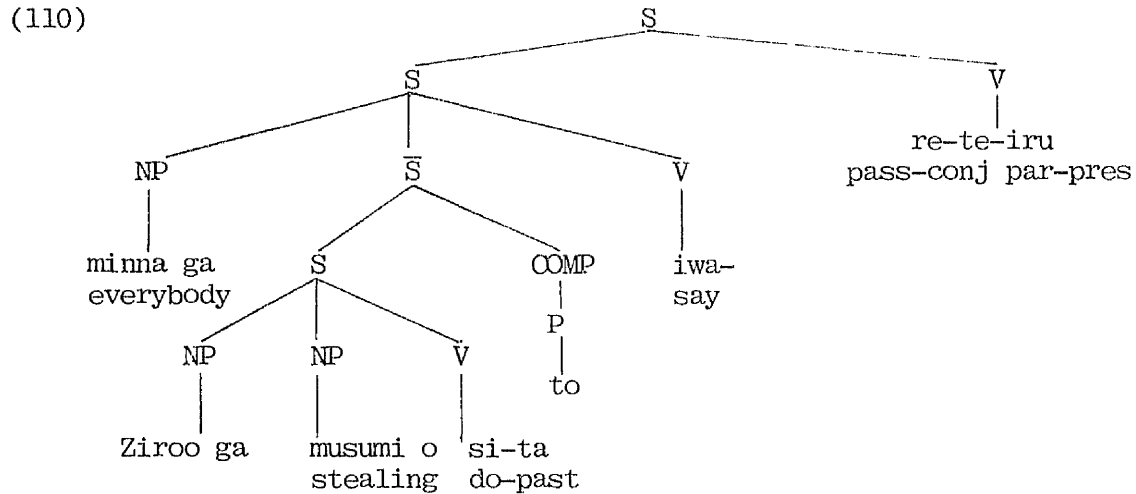 (110) S
S V
re-te-iru
NP S̄ V pass-conj par-pres
minna ga S COMP iwa-
everybody say
P
NP NP V
to
Ziroo ga musumi o si-ta
stealing do-past